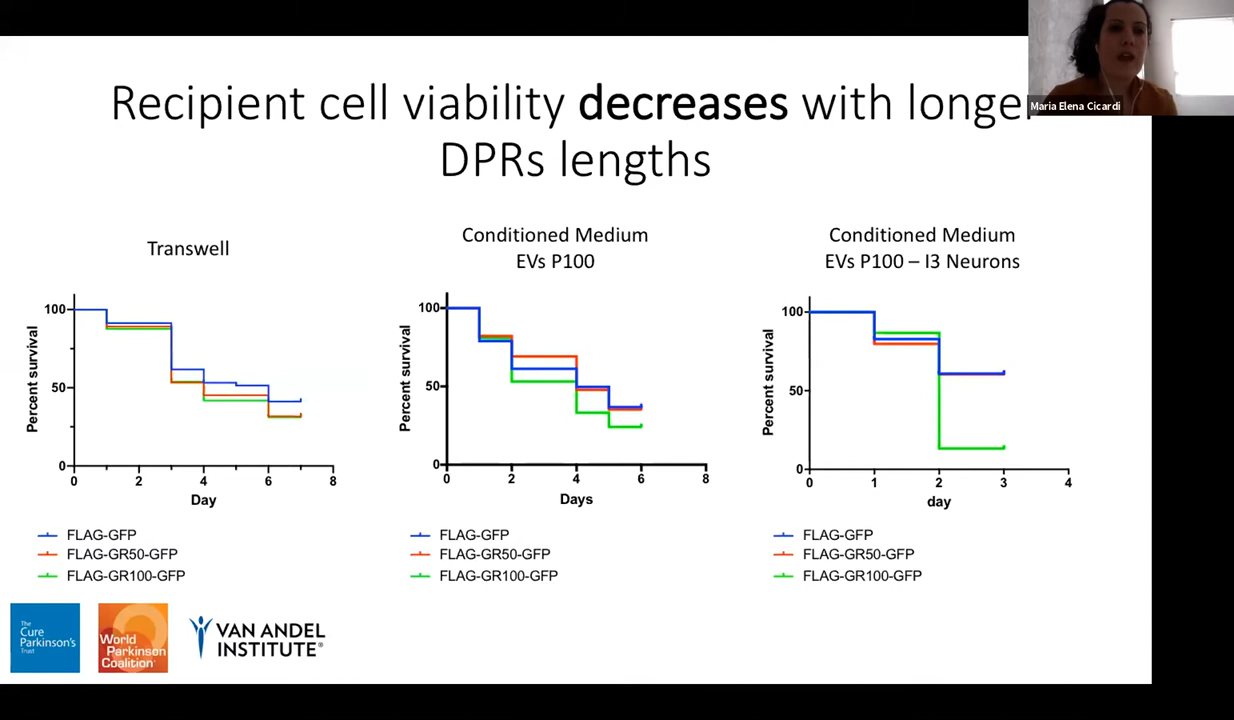 Maria Elena Cicardi
Recipient cell viability decreases with longer
DPRs lengths
Transwell
100
50
0
Percent survival
0 2 4 6 8
Day
FLAG-GFP
FLAG-GR50-GFP
FLAG-GR100-GFP
Conditioned Medium
EVs P100
100
50
0
Percent survival
0 2 4 6 8
Days
FLAG-GFP
FLAG-GR50-GFP
FLAG-GR100-GFP
Conditioned Medium
EVs P100 – I3 Neurons
100
50
0
Percent survival
0 1 2 3 4
day
FLAG-GFP
FLAG-GR50-GFP
FLAG-GR100-GFP
The
Cure
Parkinson's
Trust
World
Parkinson
Coalition
VAN ANDEL
INSTITUTE®